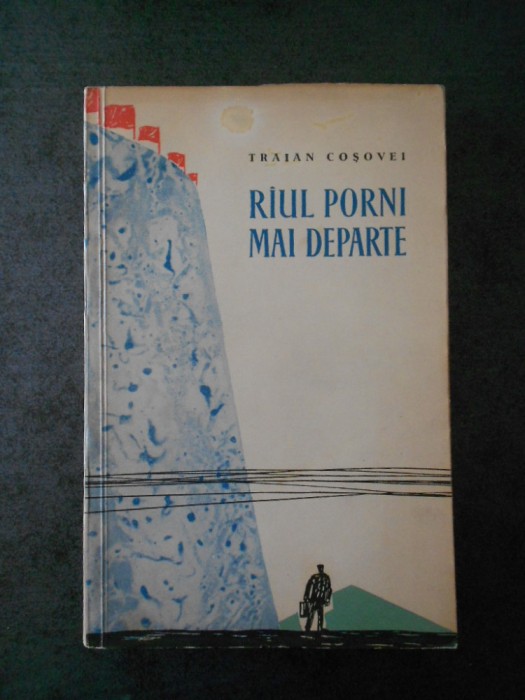 TRAIAN COȘOVEI
RÎUL PORNI
MAI DEPARTE